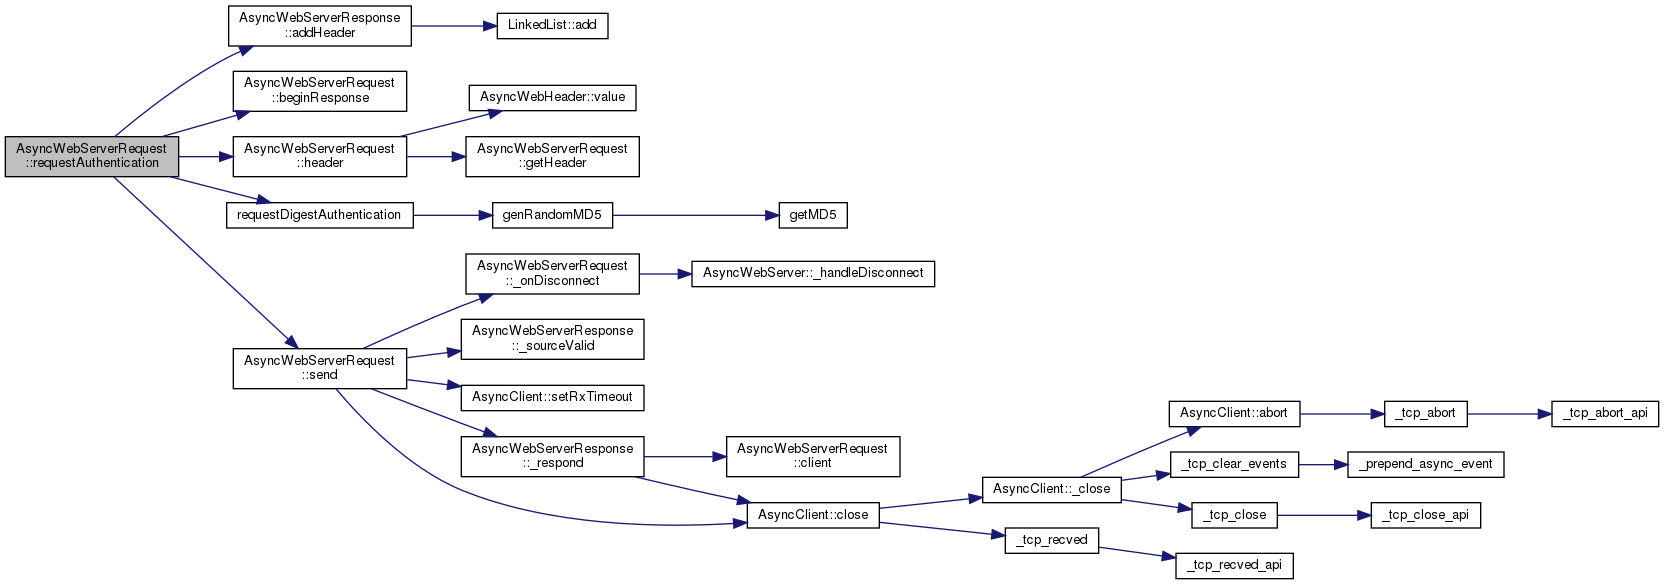 AsyncWebServerResponse
::addHeader
LinkedList::add
AsyncWebServerRequest
::beginResponse
AsyncWebHeader::value
AsyncWebServerRequest
::requestAuthentication
AsyncWebServerRequest
::header
AsyncWebServerRequest
::getHeader
requestDigestAuthentication
genRandomMD5
getMD5
AsyncWebServerRequest
::_onDisconnect
AsyncWebServer::_handleDisconnect
AsyncWebServerResponse
::_sourceValid
AsyncWebServerRequest
::send
AsyncClient::setRxTimeout
AsyncClient::abort
_tcp_abort
_tcp_abort_api
AsyncWebServerResponse
::_respond
AsyncWebServerRequest
::client
_tcp_clear_events
_prepend_async_event
AsyncClient::_close
AsyncClient::close
_tcp_close
_tcp_close_api
_tcp_recved
_tcp_recved_api